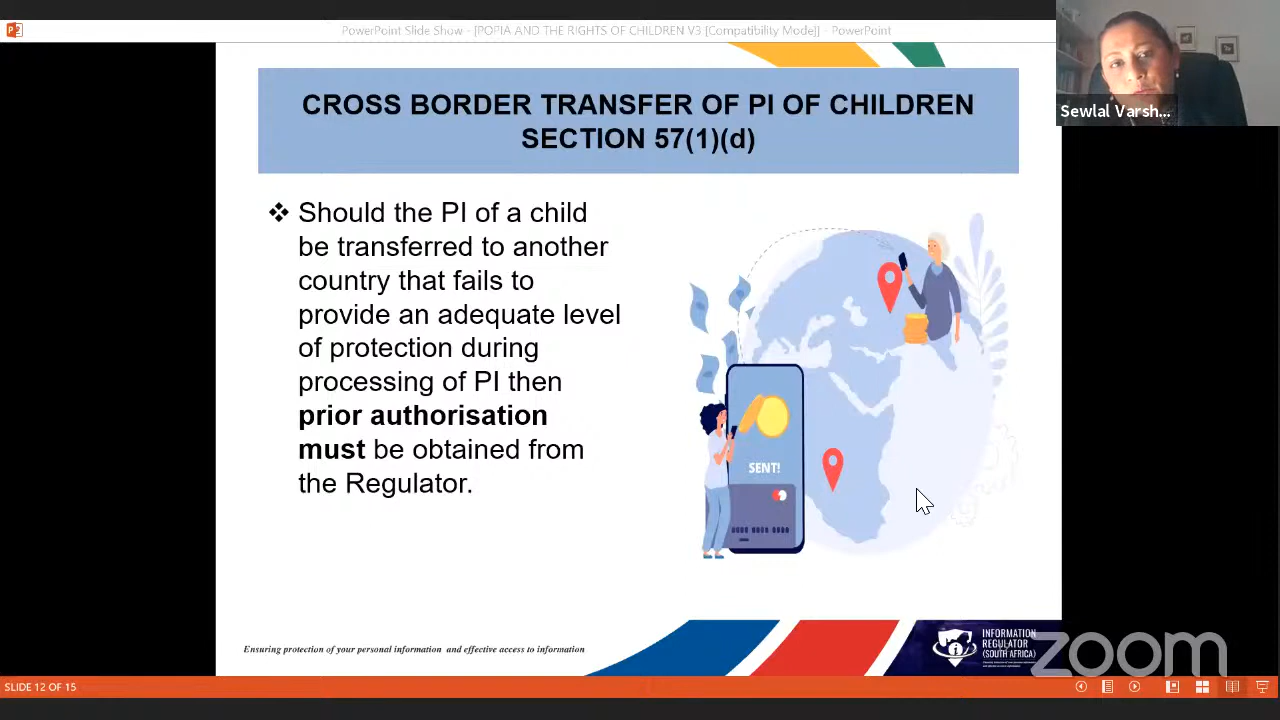 PowerPoint Slide Show - [POPIA AND THE RIGHTS OF CHILDREN V3 [Compatibility Mode]] - PowerPoint
Sewlal Varsh...
CROSS BORDER TRANSFER OF PI OF CHILDREN
SECTION 57(1)(d)
❖ Should the PI of a child
be transferred to another
country that fails to
provide an adequate level
of protection during
processing of PI then
prior authorisation
must be obtained from
the Regulator.
SENT!
Ensuring protection of your personal information and effective access to information
INFORMATION
REGULATOR
(SOUTH AFRICA)
zoom
SLIDE 12 OF 15